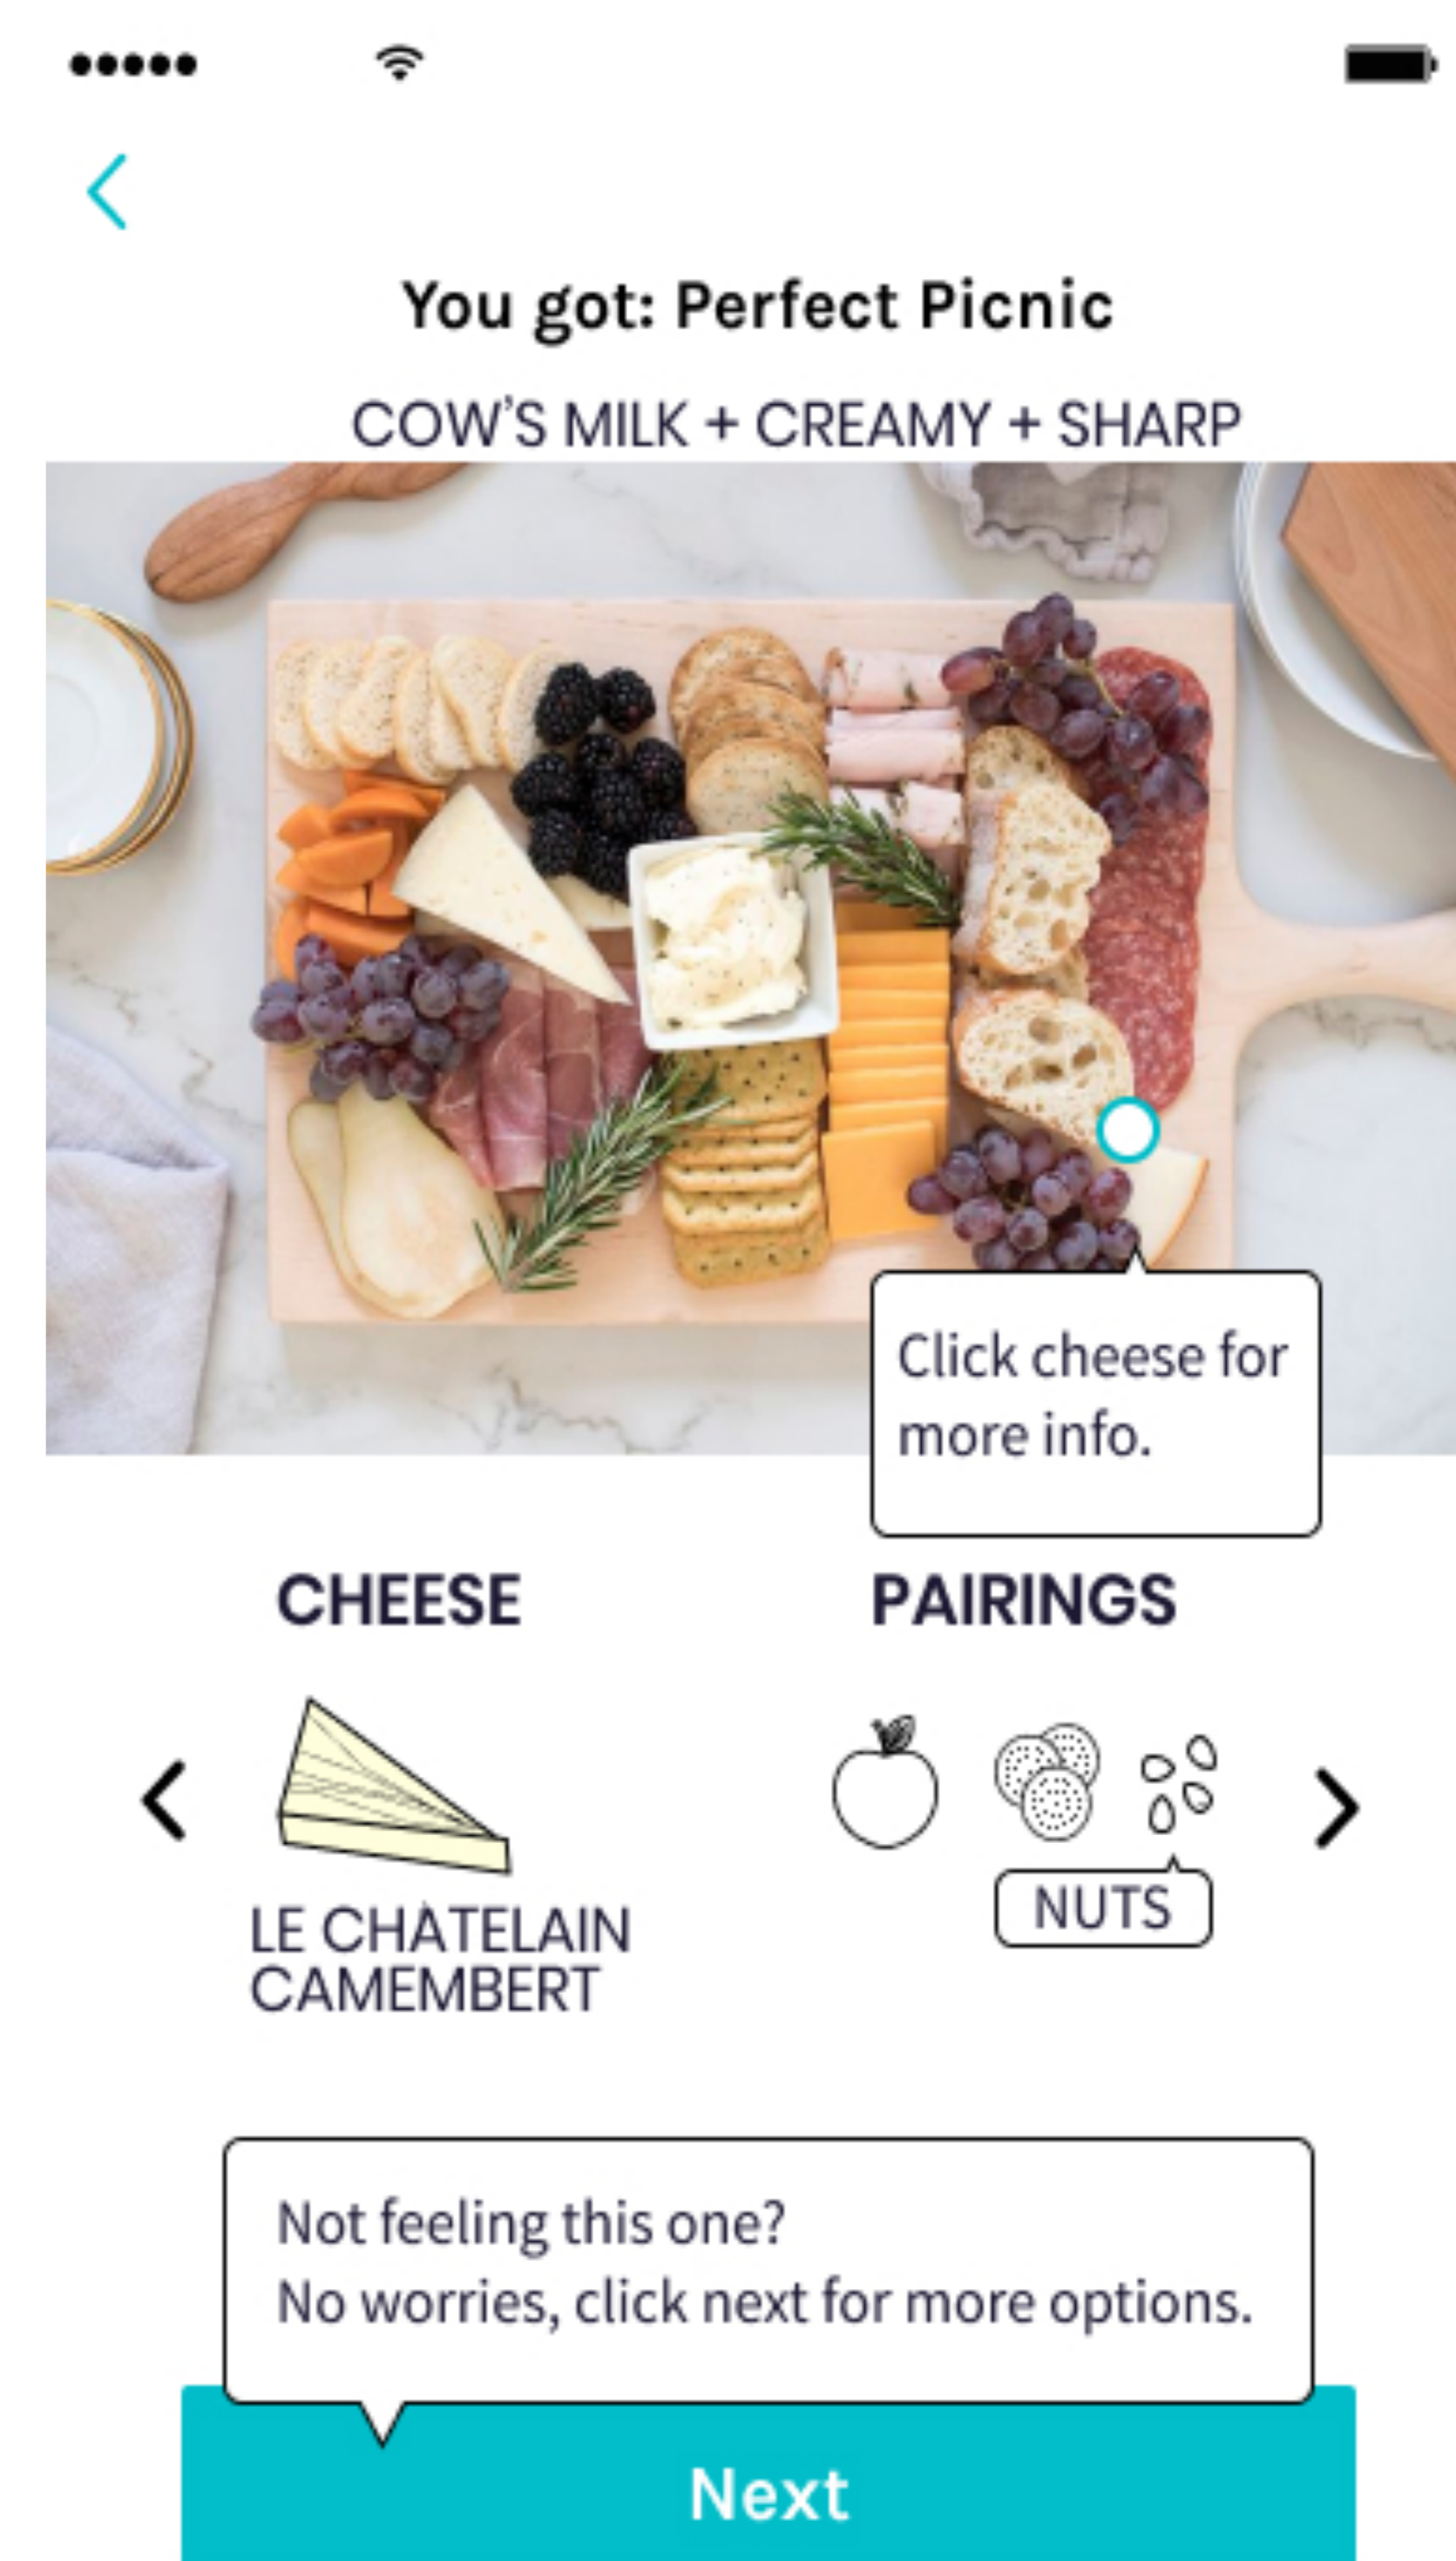 You got: Perfect Picnic
COW'S MILK + CREAMY + SHARP
Click cheese for
more info.
CHEESE
PAIRINGS
LE CHÂTELAIN
CAMEMBERT
NUTS
Not feeling this one?
No worries, click next for more options.
Next